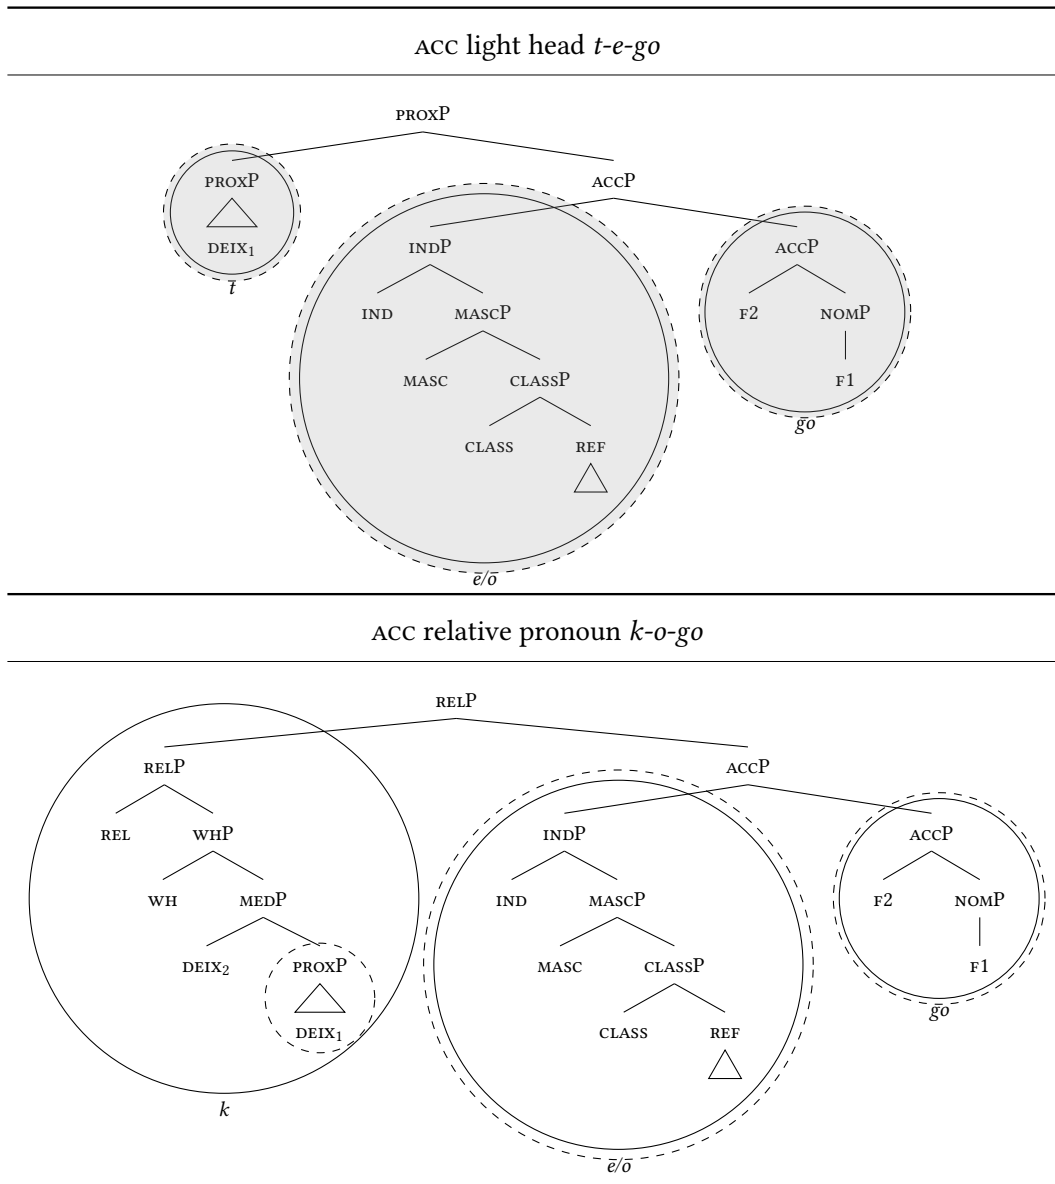 ACC light head t-e-go
PROXP
PROXP ACCP
DEIX₁ INDP ACCP
t
IND MASCP F2 NOMP
MASC CLASSP F1
go
CLASS REF
e/o
ACC relative pronoun k-o-go
RELP
RELP ACCP
REL WHP INDP ACCP
WH MEDP IND MASCP F2 NOMP
DEIX₂ PROXP MASC CLASSP F1
go
DEIX₁ CLASS REF
k
e/o